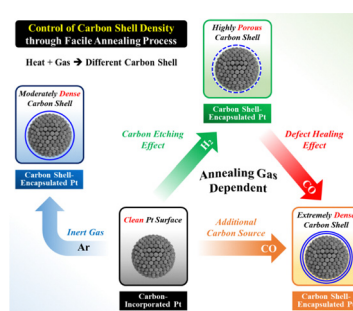 Control of Carbon Shell Density
through Facile Annealing Process
Heat + Gas ➔ Different Carbon Shell
Highly Porous
Carbon Shell
Carbon Shell-
Encapsulated Pt
Moderately Dense
Carbon Shell
Carbon Shell-
Encapsulated Pt
Carbon Etching
Effect
H2
Defect Healing
Effect
CO
Annealing Gas
Dependent
Inert Gas
Ar
Clean Pt Surface
Carbon-
Incorporated Pt
Additional
Carbon Source
CO
Extremely Dense
Carbon Shell
Carbon Shell-
Encapsulated Pt